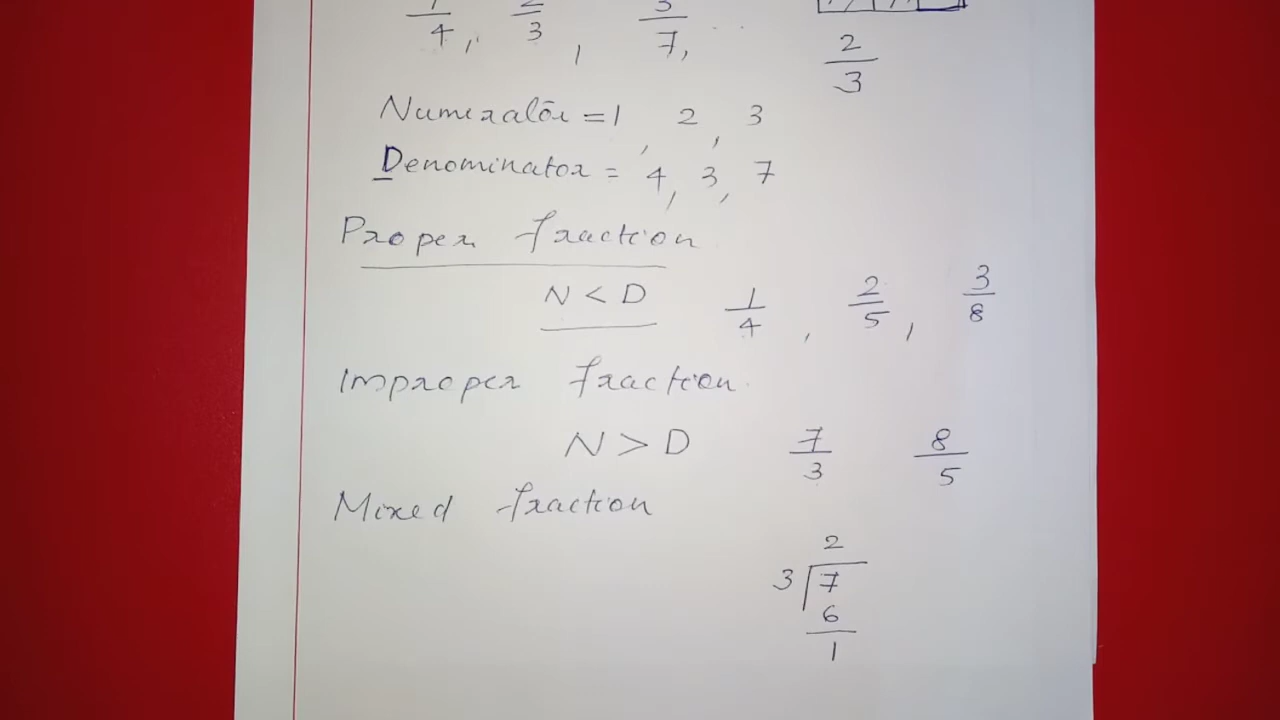 1/4, 2/3, 3/7, ..
2/3
Numerator = 1, 2, 3
Denominator = 4, 3, 7
Proper fraction
N < D 1/4, 2/5, 3/8
Improper fraction
N > D 7/3 8/5
Mixed fraction
2
3 7
6
1